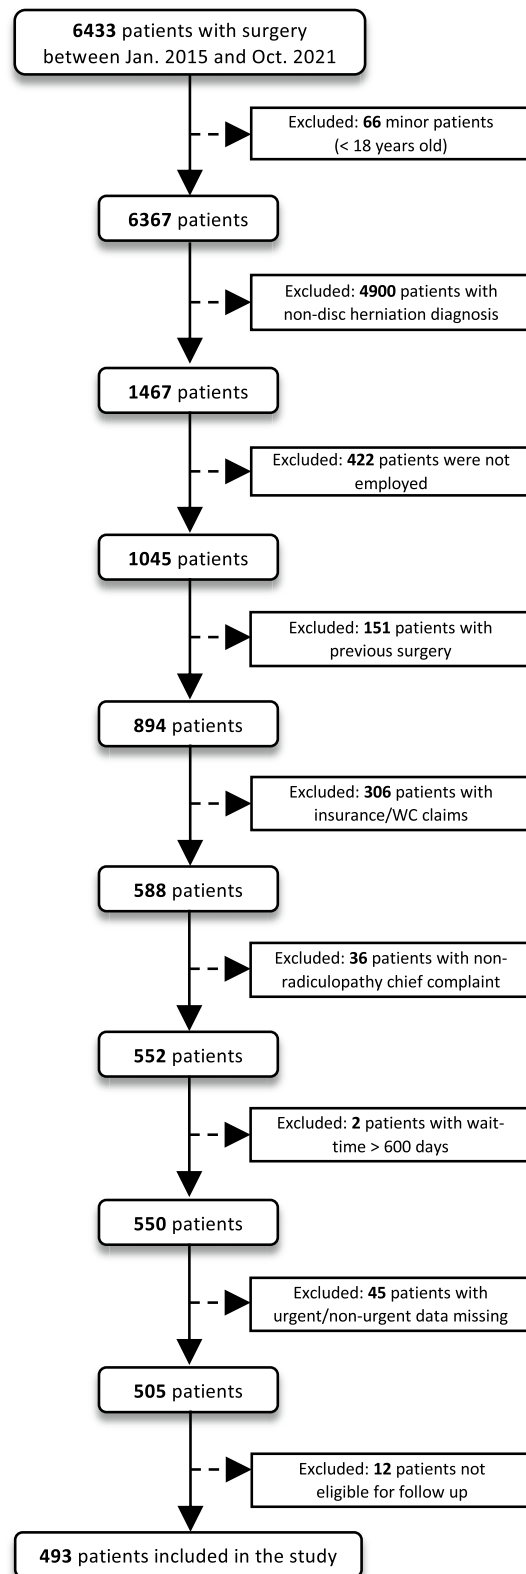 6433 patients with surgery
between Jan. 2015 and Oct. 2021
Excluded: 66 minor patients
(< 18 years old)
6367 patients
Excluded: 4900 patients with
non-disc herniation diagnosis
1467 patients
Excluded: 422 patients were not
employed
1045 patients
Excluded: 151 patients with
previous surgery
894 patients
Excluded: 306 patients with
insurance/WC claims
588 patients
Excluded: 36 patients with non-
radiculopathy chief complaint
552 patients
Excluded: 2 patients with wait-
time > 600 days
550 patients
Excluded: 45 patients with
urgent/non-urgent data missing
505 patients
Excluded: 12 patients not
eligible for follow up
493 patients included in the study